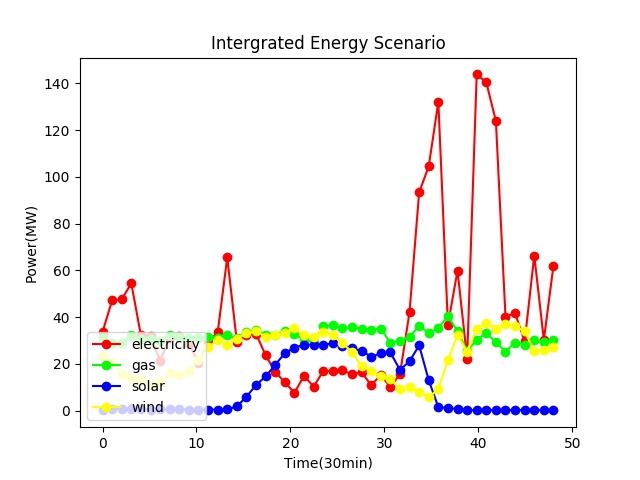 Intergrated Energy Scenario
Power(MW)
140
120
100
80
60
40
20
0
electricity
gas
solar
wind
0 10 20 30 40 50
Time(30min)